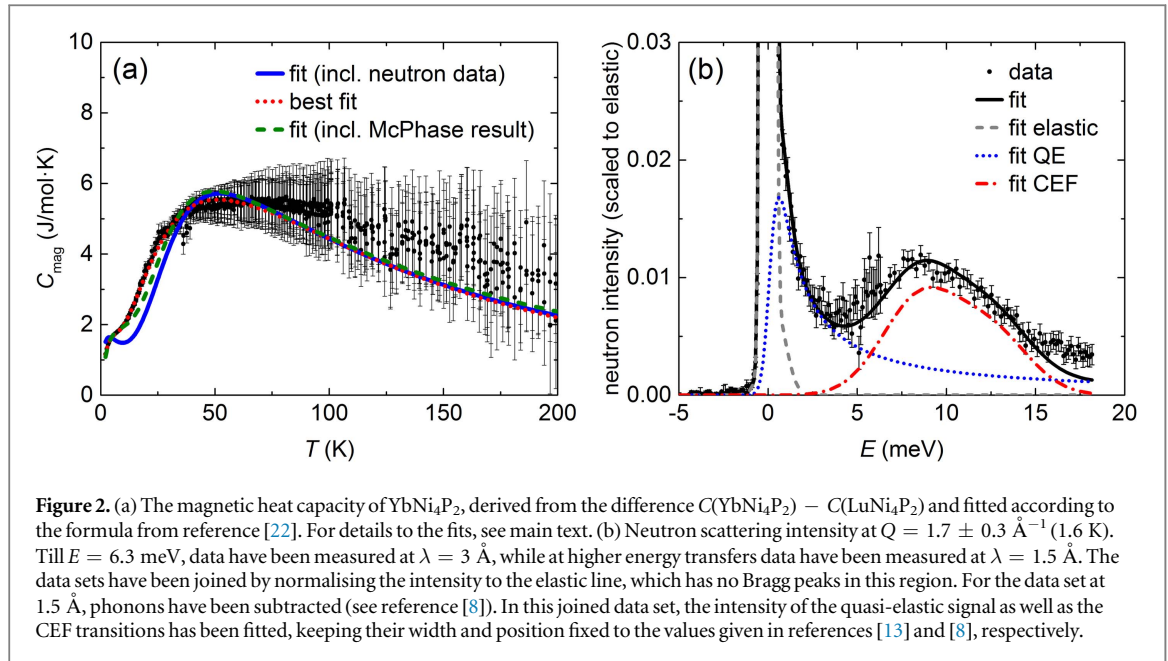 10
8
6
4
2
0
C_mag (J/mol·K)
(a)
fit (incl. neutron data)
best fit
fit (incl. McPhase result)
0 50 100 150 200
T (K)
0.03
0.02
0.01
0.00
neutron intensity (scaled to elastic)
(b)
data
fit
fit elastic
fit QE
fit CEF
-5 0 5 10 15 20
E (meV)
Figure 2. (a) The magnetic heat capacity of YbNi₄P₂, derived from the difference C(YbNi₄P₂) − C(LuNi₄P₂) and fitted according to
the formula from reference [22]. For details to the fits, see main text. (b) Neutron scattering intensity at Q = 1.7 ± 0.3 Å⁻¹ (1.6 K).
Till E = 6.3 meV, data have been measured at λ = 3 Å, while at higher energy transfers data have been measured at λ = 1.5 Å. The
data sets have been joined by normalising the intensity to the elastic line, which has no Bragg peaks in this region. For the data set at
1.5 Å, phonons have been subtracted (see reference [8]). In this joined data set, the intensity of the quasi-elastic signal as well as the
CEF transitions has been fitted, keeping their width and position fixed to the values given in references [13] and [8], respectively.